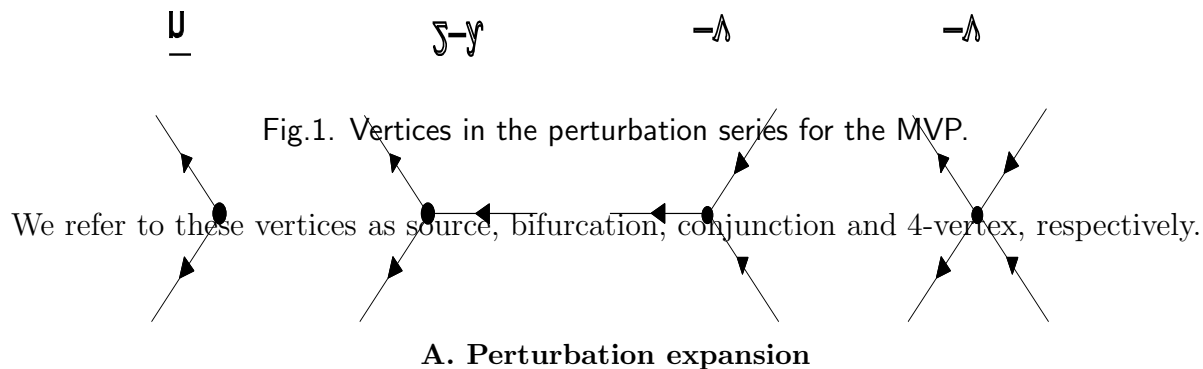 Fig.1. Vertices in the perturbation series for the MVP.
We refer to these vertices as source, bifurcation, conjunction and 4-vertex, respectively.
A. Perturbation expansion